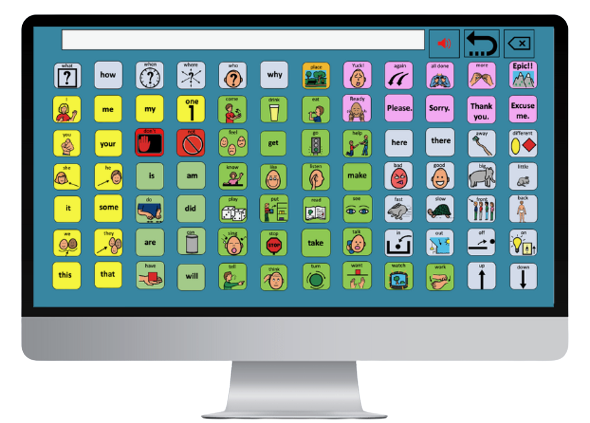 what how when where who why place Yuck! again all done more Epic!!
I me my one 1 come drink eat Ready Please. Sorry. Thank you. Excuse me.
you your don't not feel get go help here there away different
she he is am know like listen make bad good big little
it some do did play put read see fast slow front back
we they are can sing stop STOP take talk in out off on
this that have will tell think turn want watch work up down